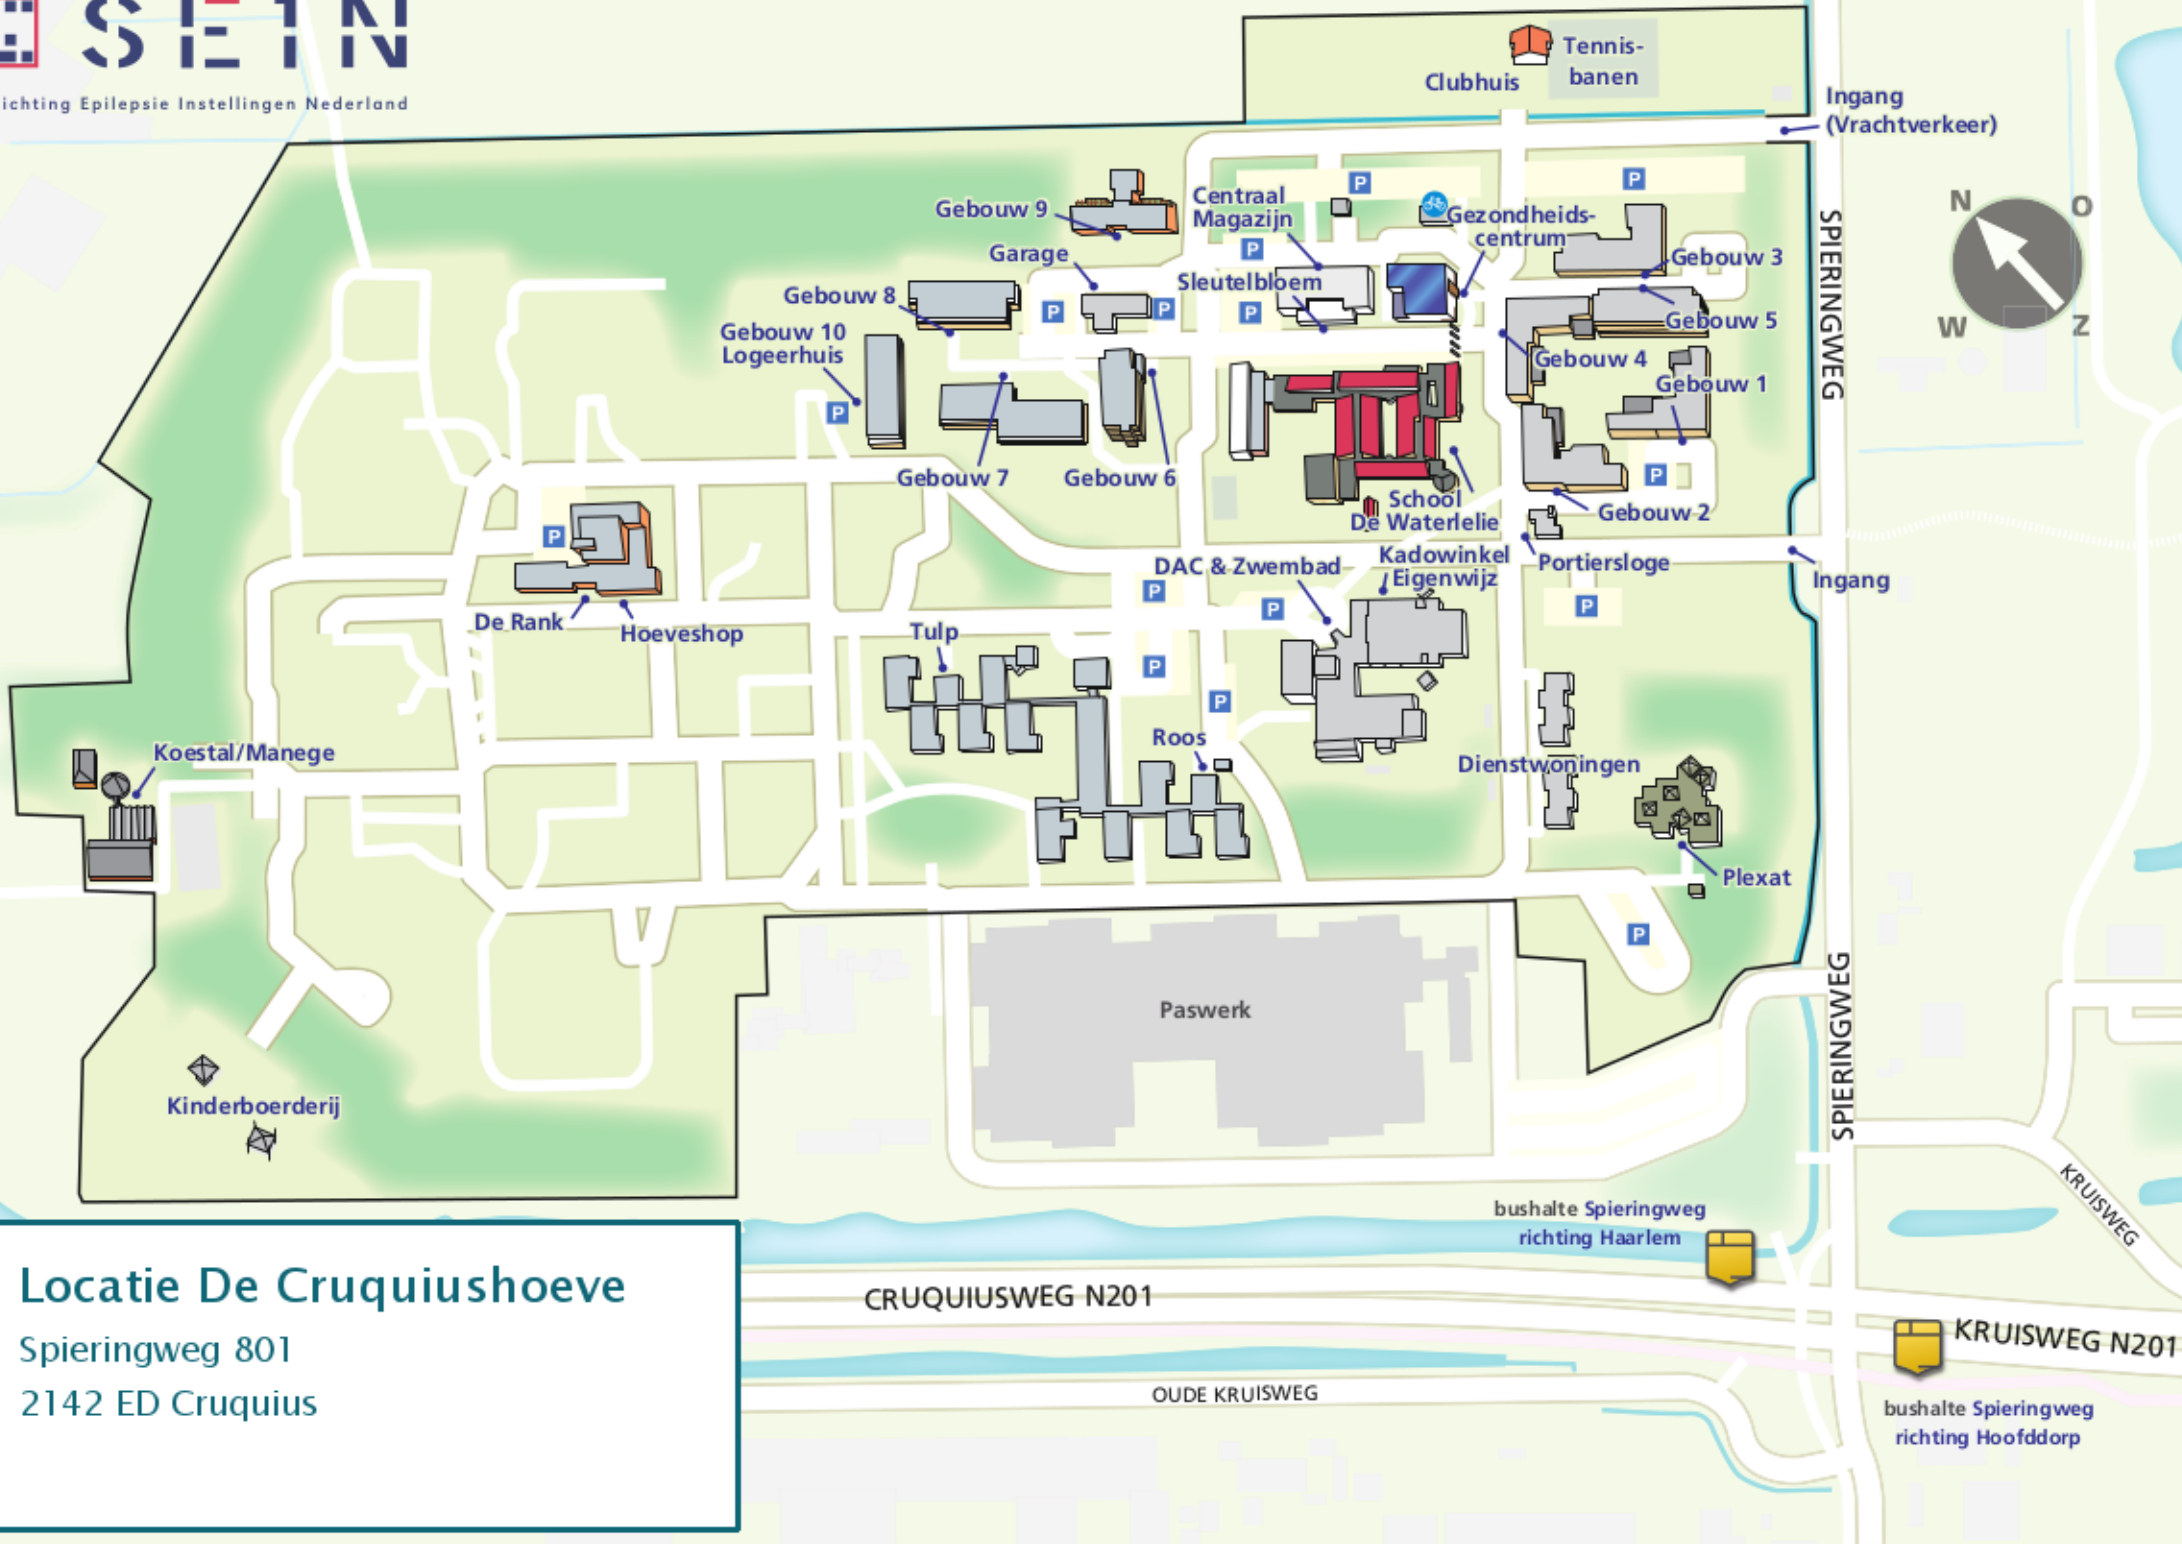 SEIN
ichting Epilepsie Instellingen Nederland
Tennis-
banen
Clubhuis
Ingang
(Vrachtverkeer)
P
P
Centraal
Magazijn
Gebouw 9
Gezondheids-
centrum
N
O
W
Z
SPIERINGWEG
Garage
P
Gebouw 3
Sleutelbloem
Gebouw 8
P
P
P
Gebouw 5
Gebouw 10
Logeerhuis
Gebouw 4
Gebouw 1
P
Gebouw 7
Gebouw 6
P
School
De Waterlelie
Gebouw 2
P
DAC & Zwembad
Kadowinkel
Eigenwijz
Portiersloge
Ingang
P
P
P
De Rank
Hoeveshop
Tulp
P
P
Roos
Koestal/Manege
Dienstwoningen
Plexat
P
Paswerk
SPIERINGWEG
Kinderboerderij
KRUISWEG
bushalte Spieringweg
richting Haarlem
Locatie De Cruquiushoeve
Spieringweg 801
2142 ED Cruquius
CRUQUIUSWEG N201
KRUISWEG N201
OUDE KRUISWEG
bushalte Spieringweg
richting Hoofddorp